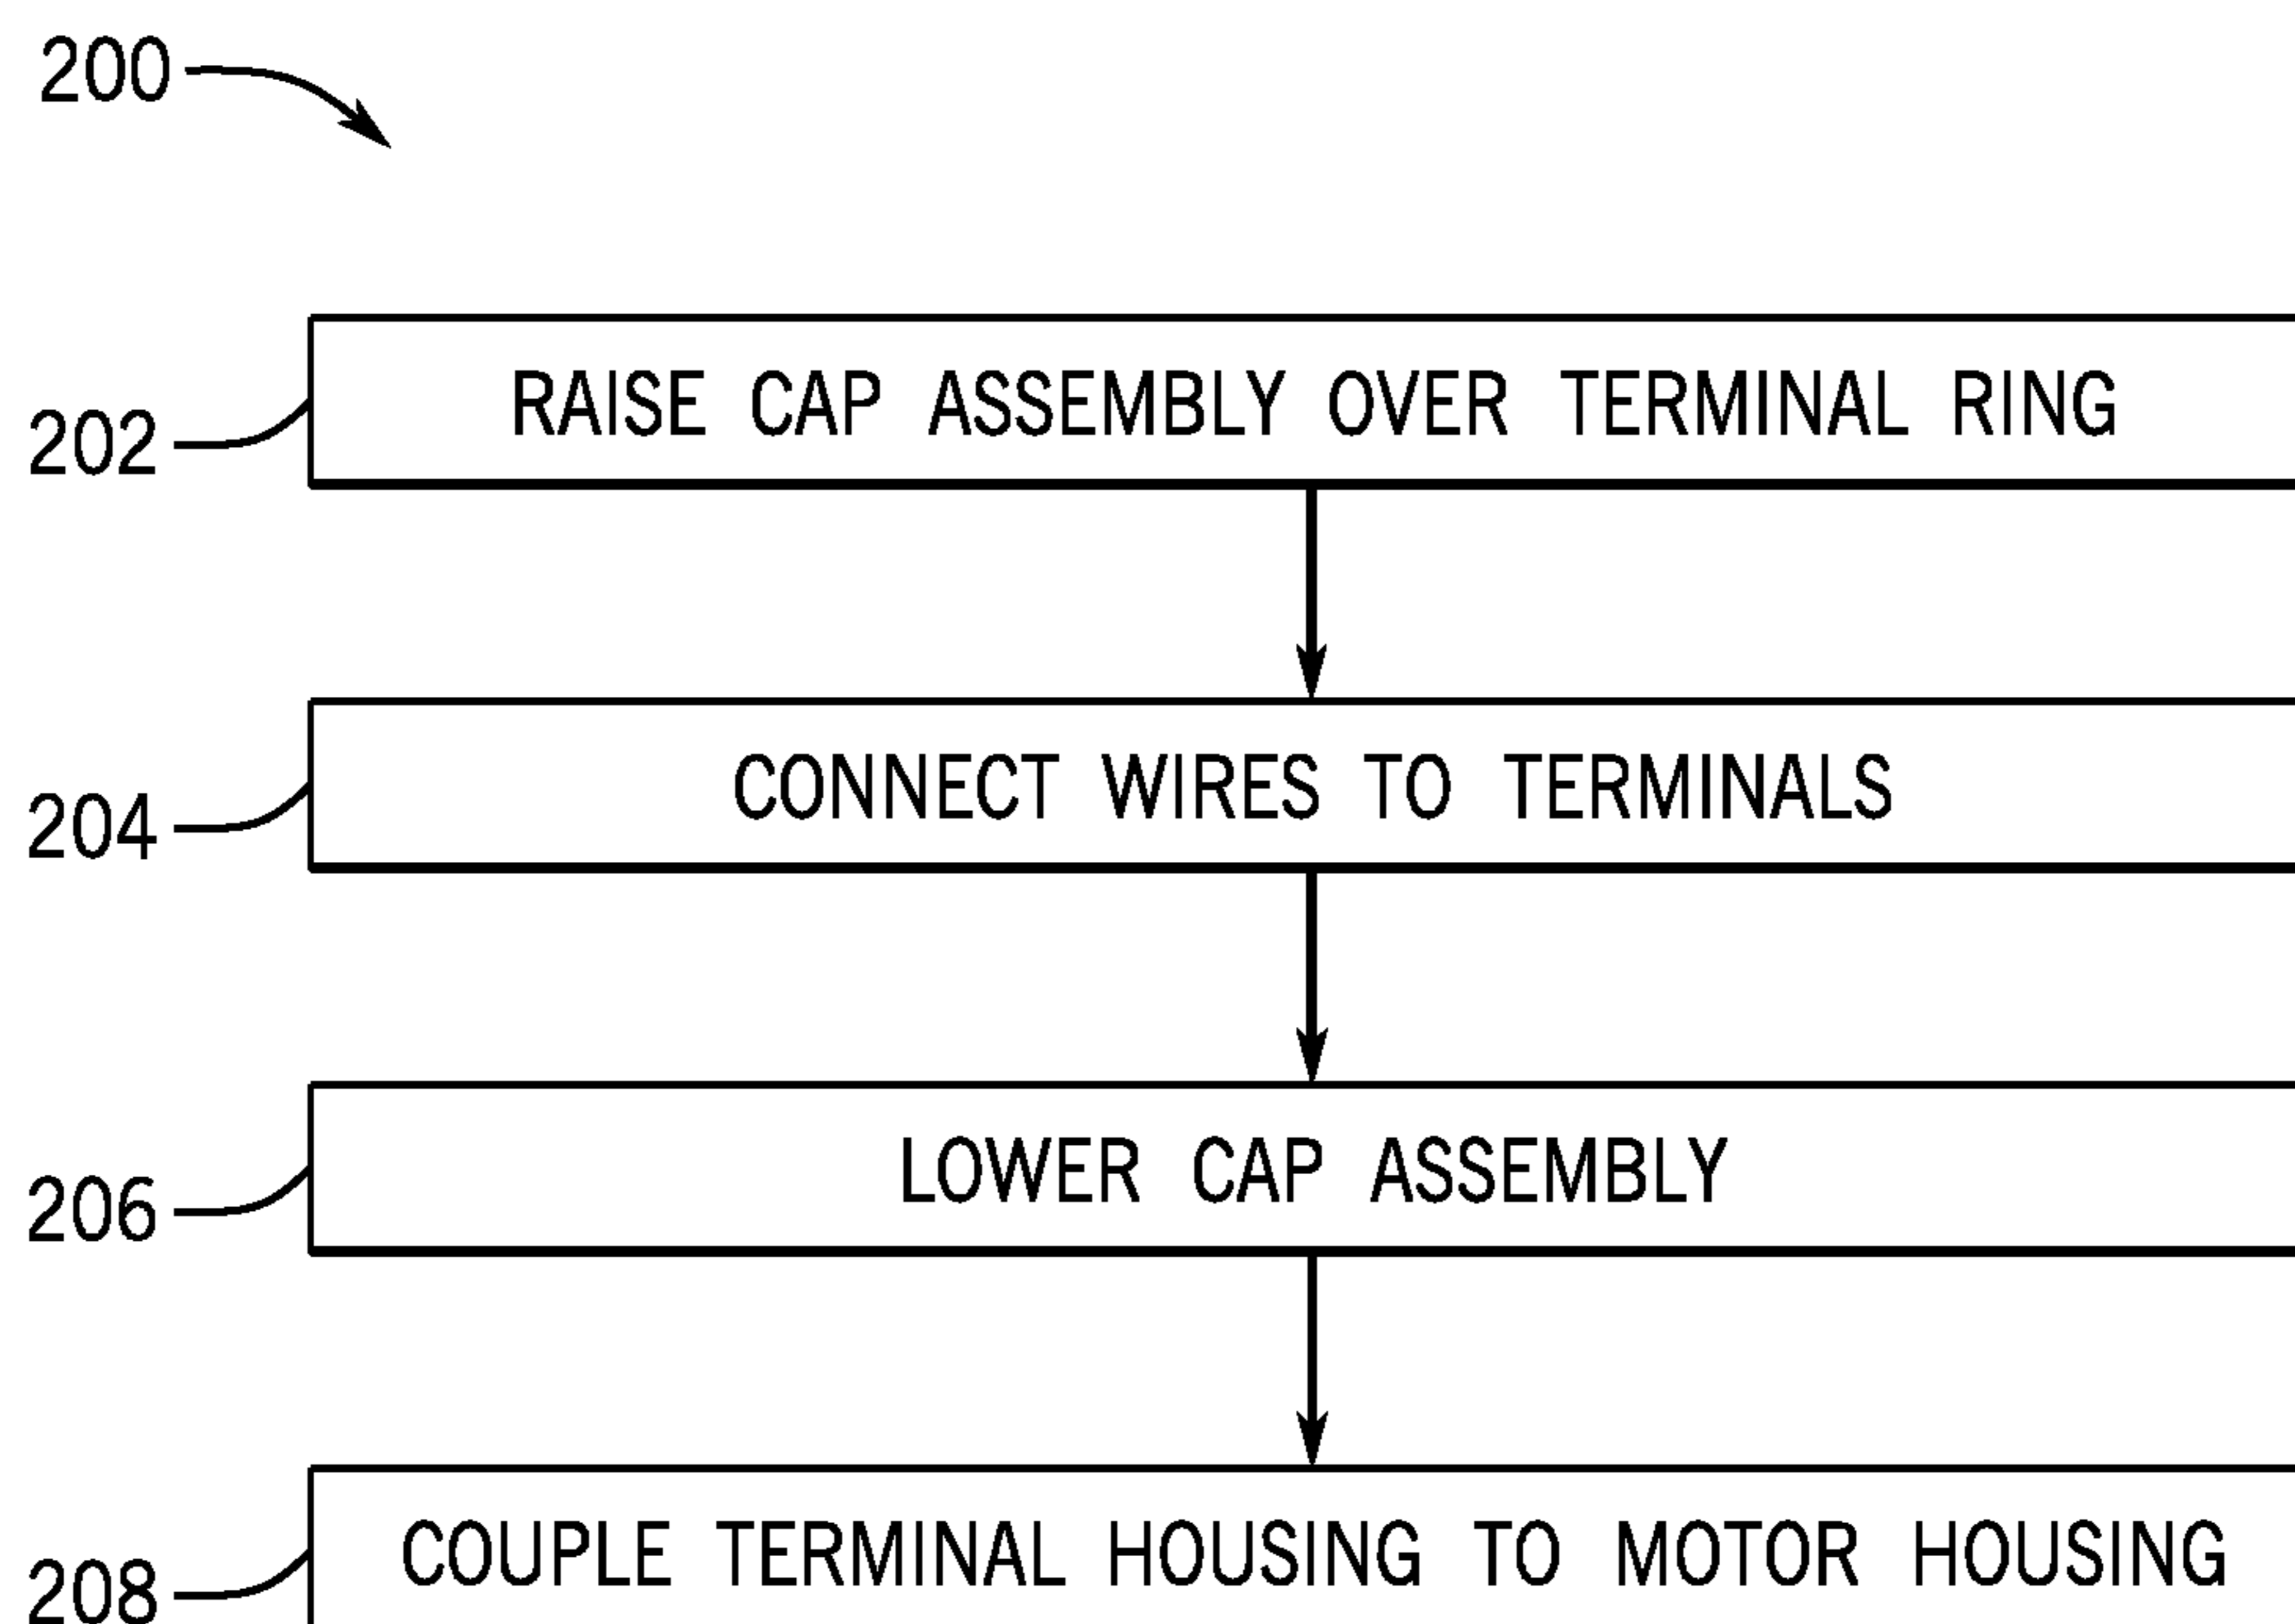 200
RAISE CAP ASSEMBLY OVER TERMINAL RING
202
CONNECT WIRES TO TERMINALS
204
LOWER CAP ASSEMBLY
206
COUPLE TERMINAL HOUSING TO MOTOR HOUSING
208